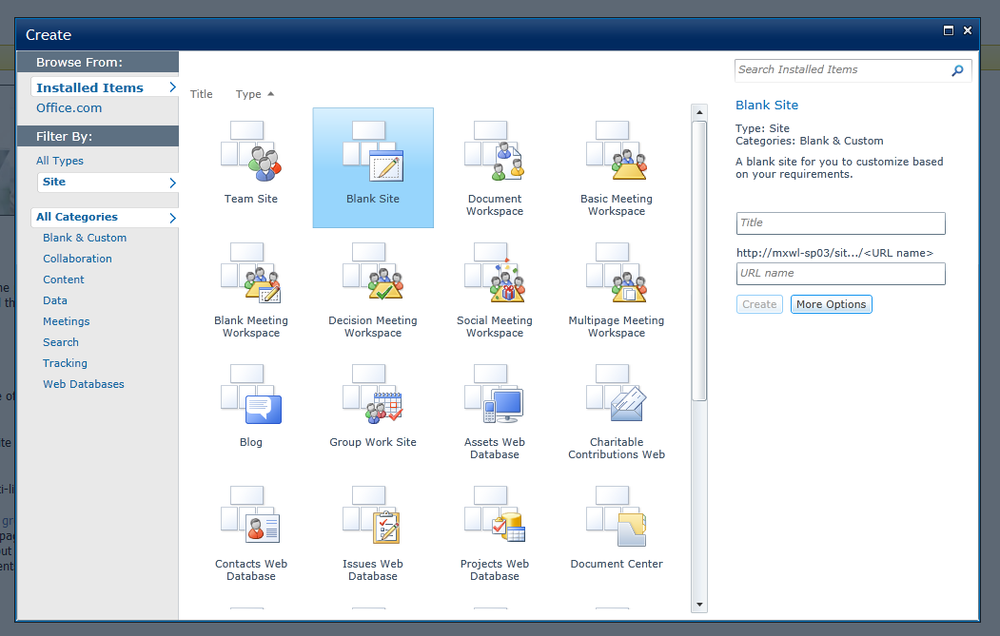 Create
Browse From:
Installed Items
Office.com
Filter By:
All Types
Site
All Categories
Blank & Custom
Collaboration
Content
Data
Meetings
Search
Tracking
Web Databases
Title Type
Team Site
Blank Site
Document
Workspace
Basic Meeting
Workspace
Blank Meeting
Workspace
Decision Meeting
Workspace
Social Meeting
Workspace
Multipage Meeting
Workspace
Blog
Group Work Site
Assets Web
Database
Charitable
Contributions Web
Contacts Web
Database
Issues Web
Database
Projects Web
Database
Document Center
Search Installed Items
Blank Site
Type: Site
Categories: Blank & Custom
A blank site for you to customize based
on your requirements.
Title
http://mxwl-sp03/sit.../<URL name>
URL name
Create More Options